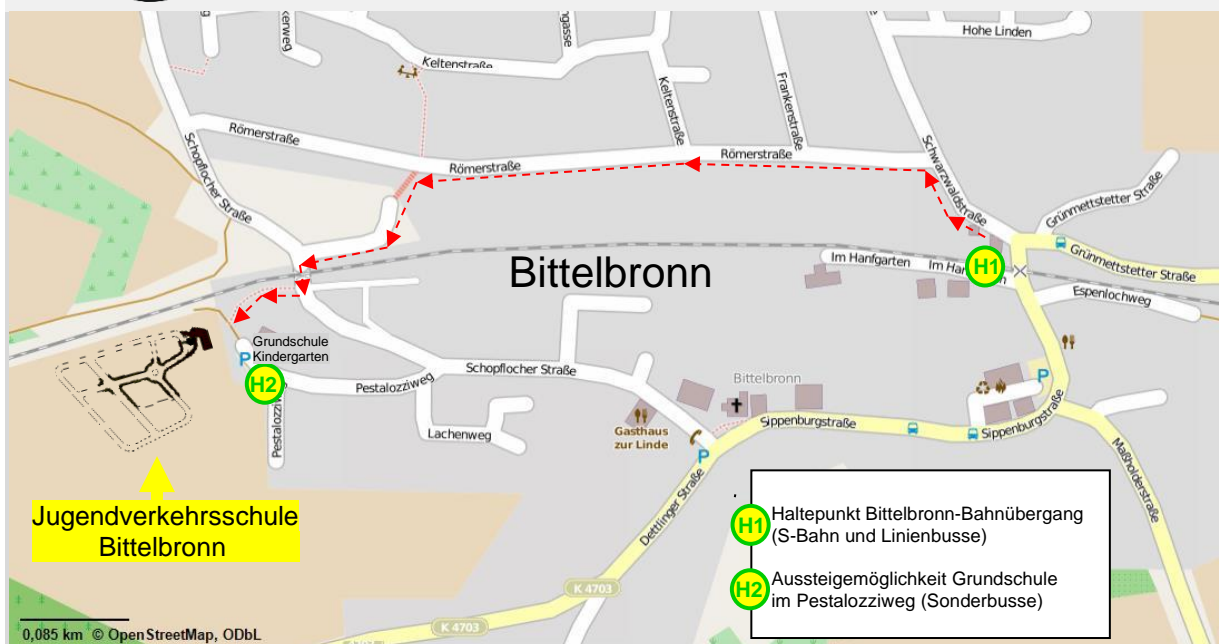 Hohe Linden
Keltenstraße
Keltenstraße
Frankenstraße
Römerstraße
Römerstraße
Römerstraße
Schopflocher Straße
Schwarzwaldstraße
Grünmettstetter Straße
Grünmettstetter Straße
Bittelbronn
Im Hanfgarten
H1
Espenlochweg
Grundschule
Kindergarten
P
H2
Pestalozziweg
Schopflocher Straße
Bittelbronn
P
Lachenweg
Gasthaus
zur Linde
Sippenburgstraße
Sippenburgstraße
P
Maßholderstraße
Dettlinger Straße
Jugendverkehrsschule
Bittelbronn
H1 Haltepunkt Bittelbronn-Bahnübergang
(S-Bahn und Linienbusse)
H2 Aussteigemöglichkeit Grundschule
im Pestalozziweg (Sonderbusse)
K 4703
K 4703
0,085 km © OpenStreetMap, ODbL